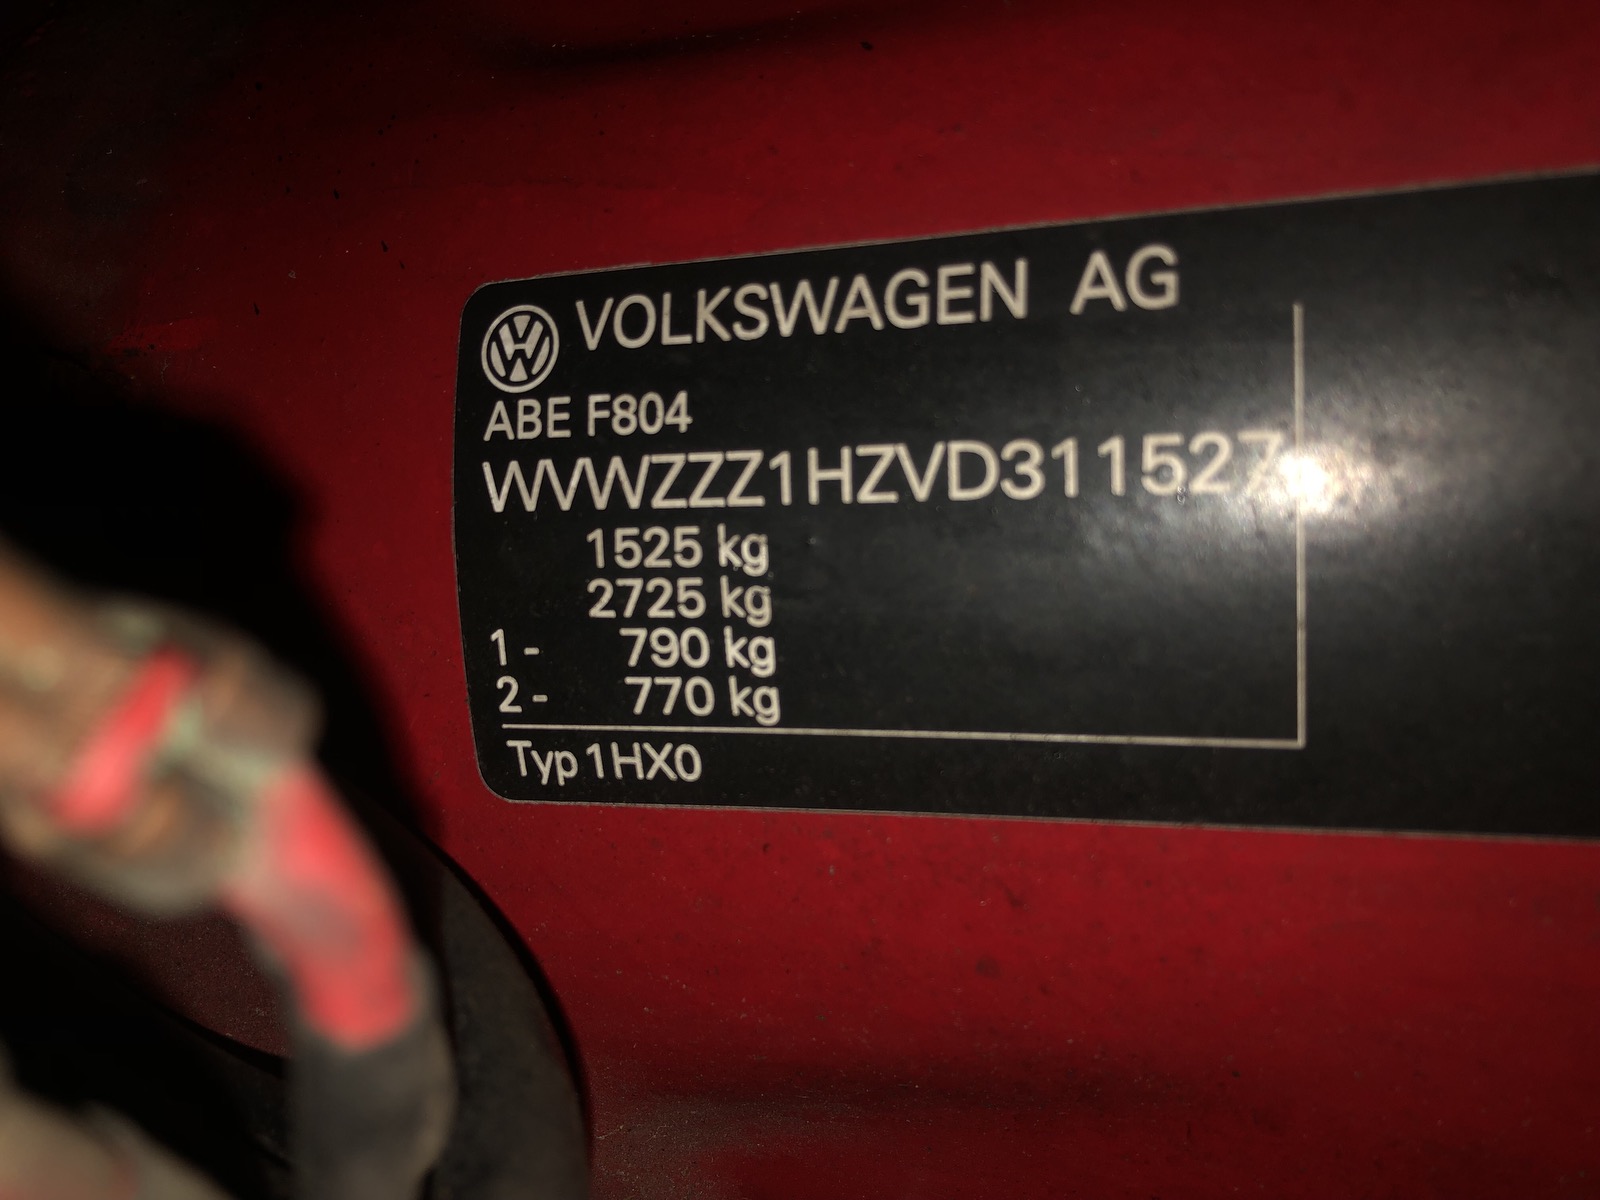 VOLKSWAGEN AG
ABE F804
WVWZZZ1HZVD311527
1525 kg
2725 kg
1- 790 kg
2- 770 kg
Typ 1HX0